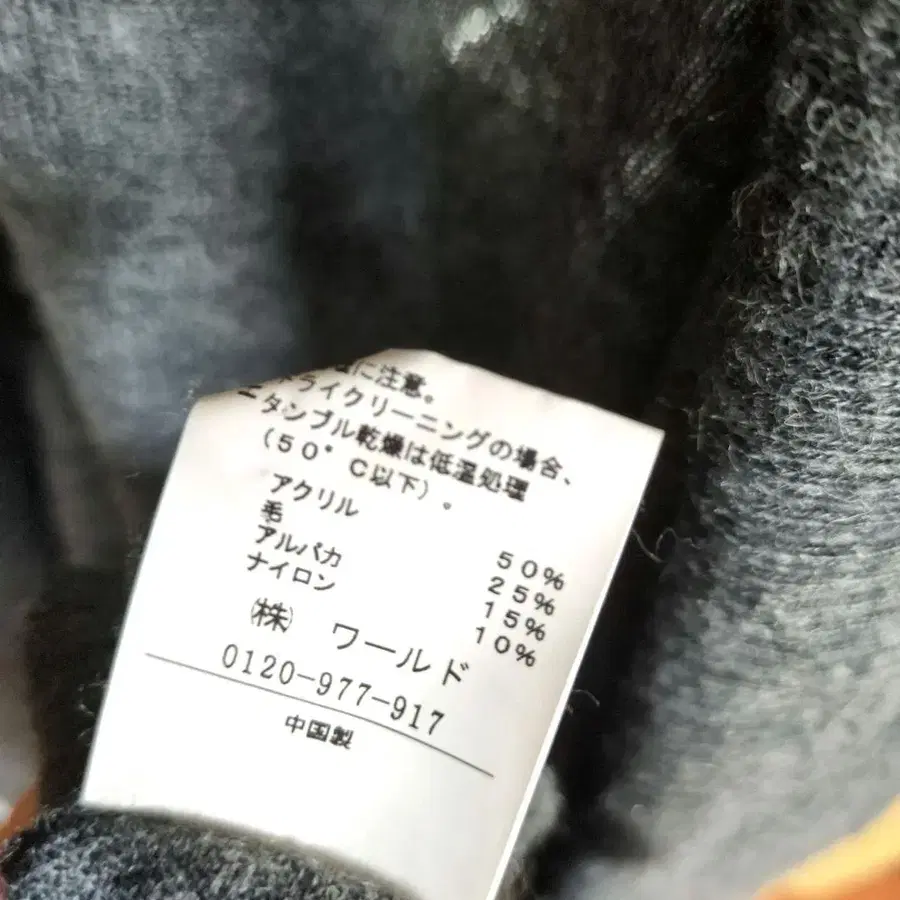 に注意。
ドライクリーニングの場合、
タンブル乾燥は低温処理
(50°C以下)。
アクリル 50%
毛 25%
アルパカ 15%
ナイロン 10%
㈱ ワールド
0120-977-917
中国製